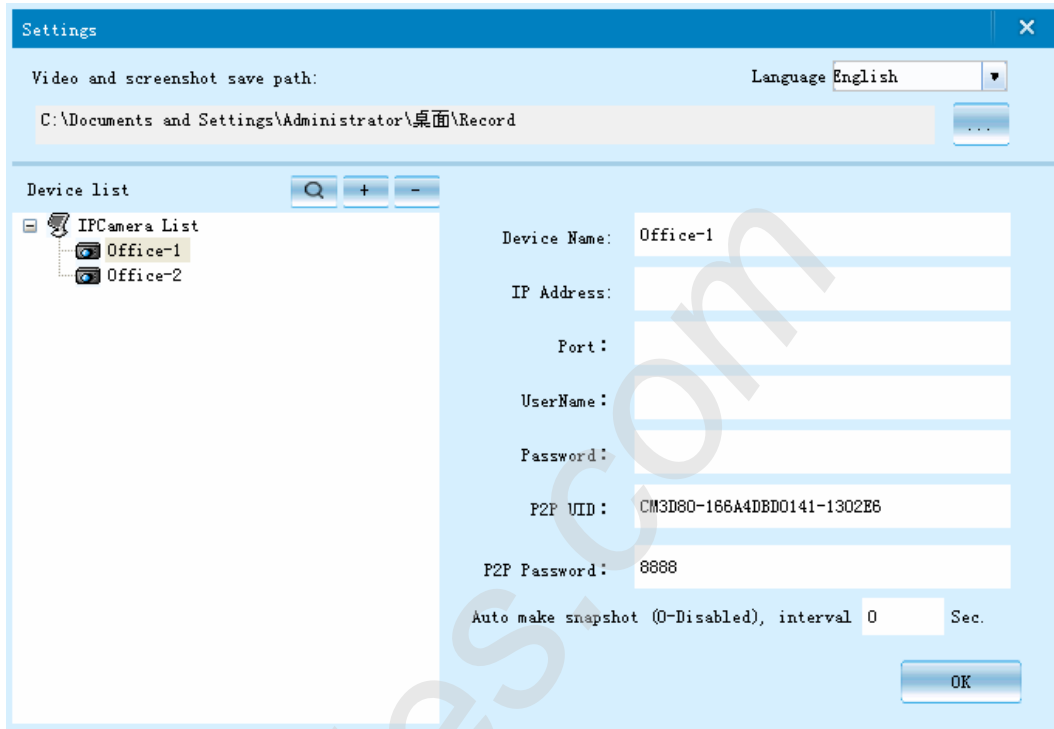 Settings
Video and screenshot save path:
Language English
C:\Documents and Settings\Administrator\桌面\Record
...
Device list
+ -
IPCamera List
Office-1
Office-2
Device Name: Office-1
IP Address:
Port:
UserName:
Password:
P2P UID: CM3D80-166A4DBD0141-1302E6
P2P Password: 8888
Auto make snapshot (0-Disabled), interval 0 Sec.
OK
es.com